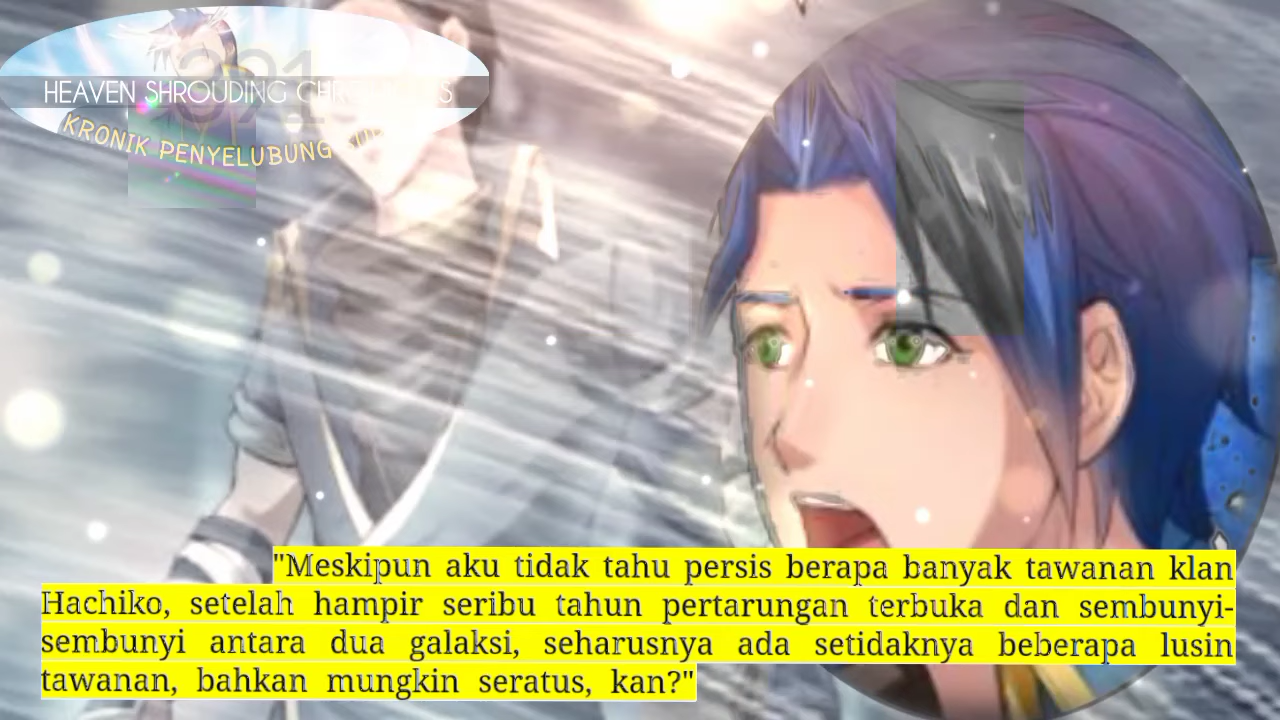 HEAVEN SHROUDING
KRONIK PENYELUBUNG
"Meskipun aku tidak tahu persis berapa banyak tawanan klan
Hachiko, setelah hampir seribu tahun pertarungan terbuka dan sembunyi-
sembunyi antara dua galaksi, seharusnya ada setidaknya beberapa lusin
tawanan, bahkan mungkin seratus, kan?"